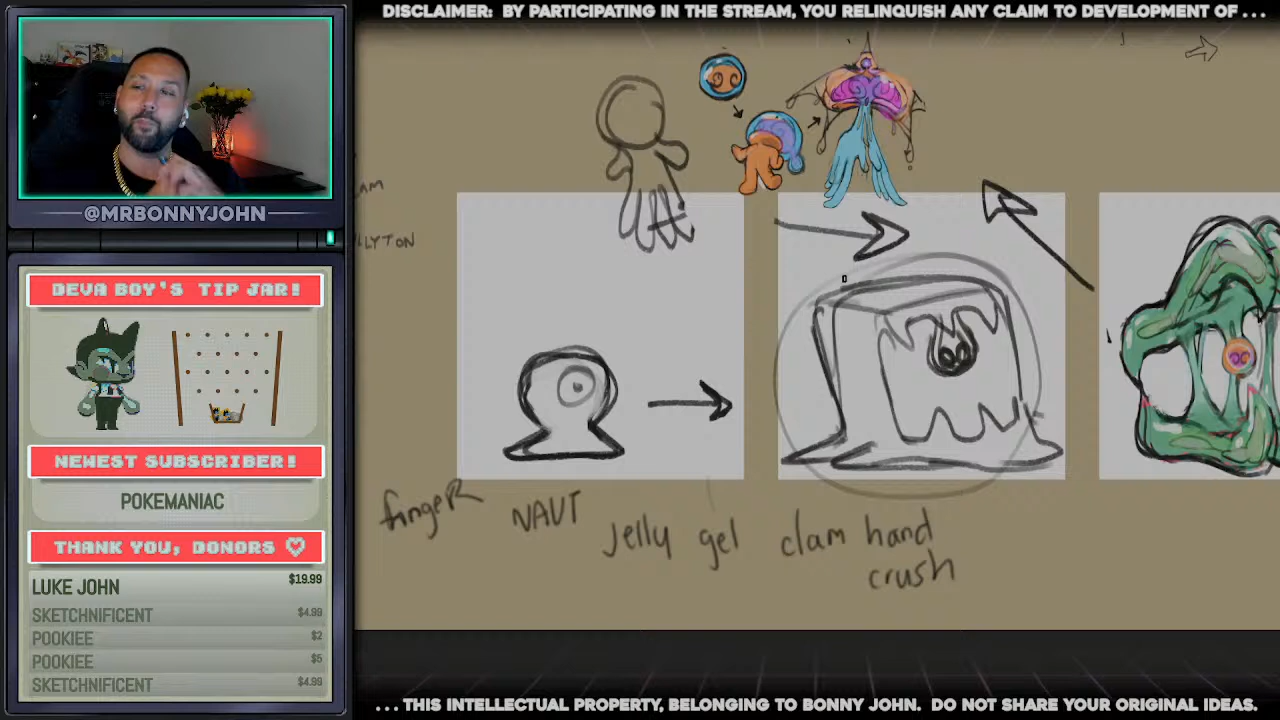 DISCLAIMER: BY PARTICIPATING IN THE STREAM, YOU RELINQUISH ANY CLAIM TO DEVELOPMENT OF . . .
@MRBONNYJOHN
DEVA BOY'S TIP JAR!
NEWEST SUBSCRIBER!
POKEMANIAC
THANK YOU, DONORS
LUKE JOHN $19.99
SKETCHNIFICENT $4.99
POOKIEE $2
POOKIEE $5
SKETCHNIFICENT $4.99
finger NAUT Jelly gel clam hand
crush
. . . THIS INTELLECTUAL PROPERTY, BELONGING TO BONNY JOHN. DO NOT SHARE YOUR ORIGINAL IDEAS.